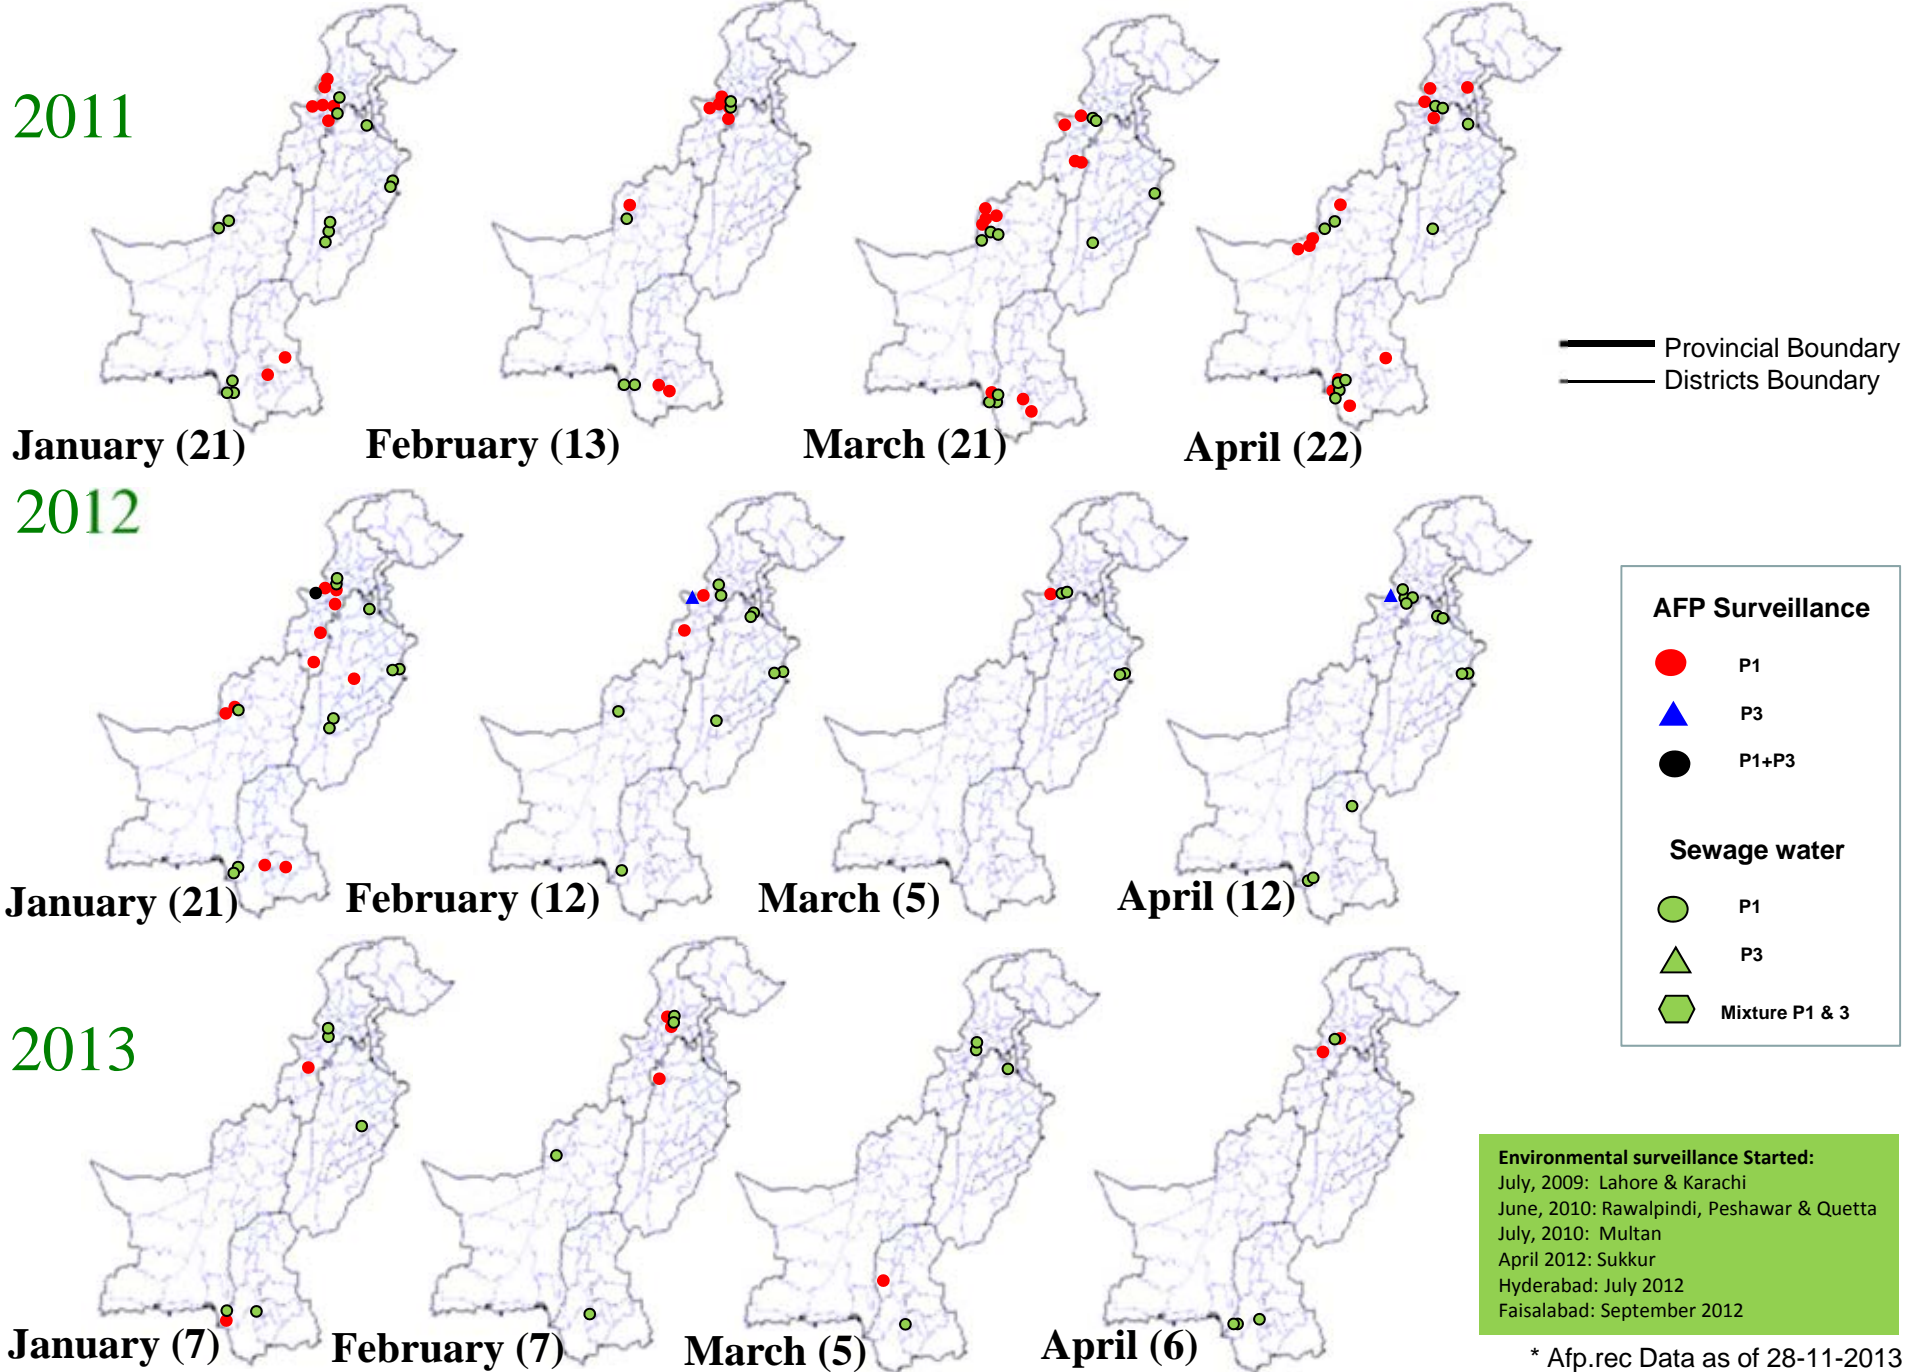 2011
January (21)
February (13)
March (21)
April (22)
Provincial Boundary
Districts Boundary
2012
January (21)
February (12)
March (5)
April (12)
AFP Surveillance
P1
P3
P1+P3
Sewage water
P1
P3
Mixture P1 & 3
2013
January (7)
February (7)
March (5)
April (6)
Environmental surveillance Started:
July, 2009: Lahore & Karachi
June, 2010: Rawalpindi, Peshawar & Quetta
July, 2010: Multan
April 2012: Sukkur
Hyderabad: July 2012
Faisalabad: September 2012
* Afp.rec Data as of 28-11-2013